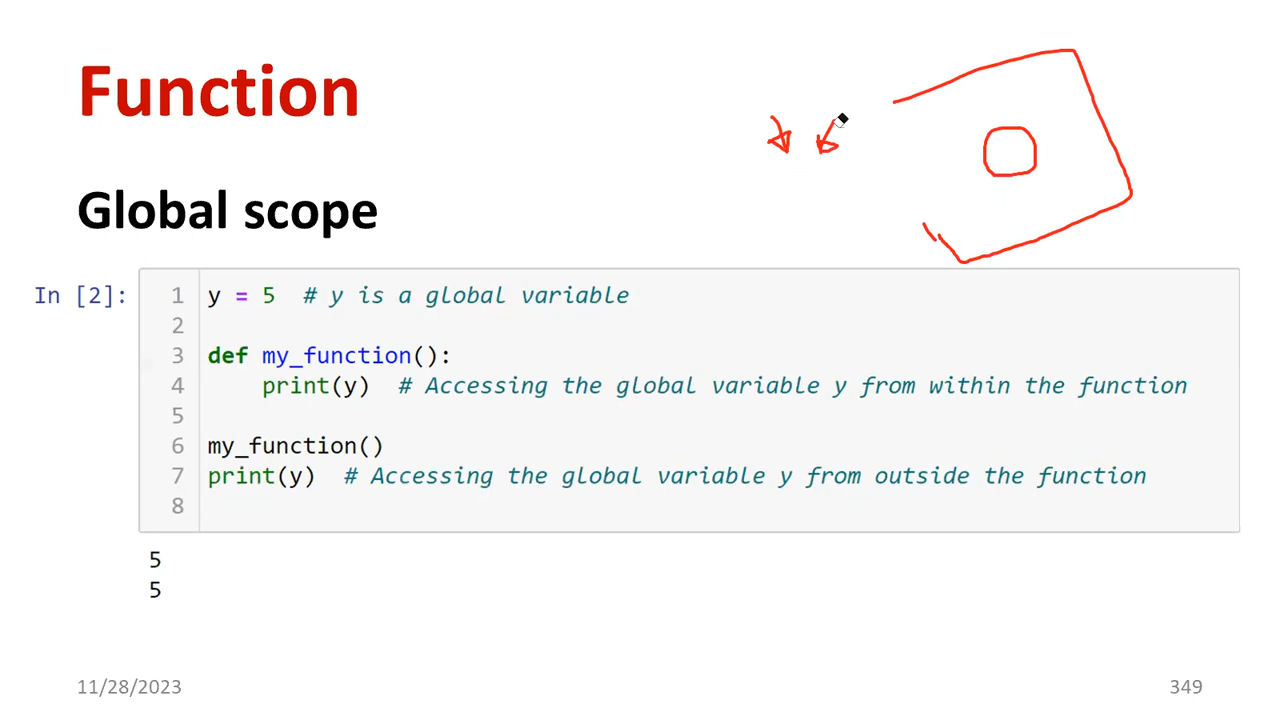 Function
Global scope
In [2]:
1 y = 5  # y is a global variable
2
3 def my_function():
4     print(y)  # Accessing the global variable y from within the function
5
6 my_function()
7 print(y)  # Accessing the global variable y from outside the function
8
5
5
11/28/2023
349